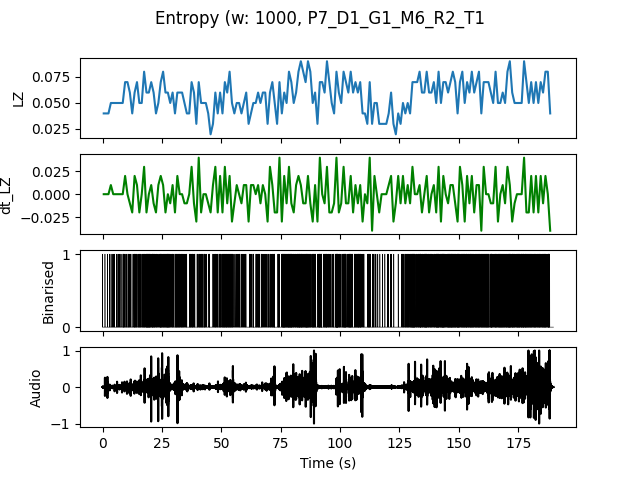 Entropy (w: 1000, P7_D1_G1_M6_R2_T1
0.075
0.050
0.025
LZ
0.025
0.000
−0.025
dt_LZ
1
0
Binarised
1
0
−1
Audio
0 25 50 75 100 125 150 175
Time (s)